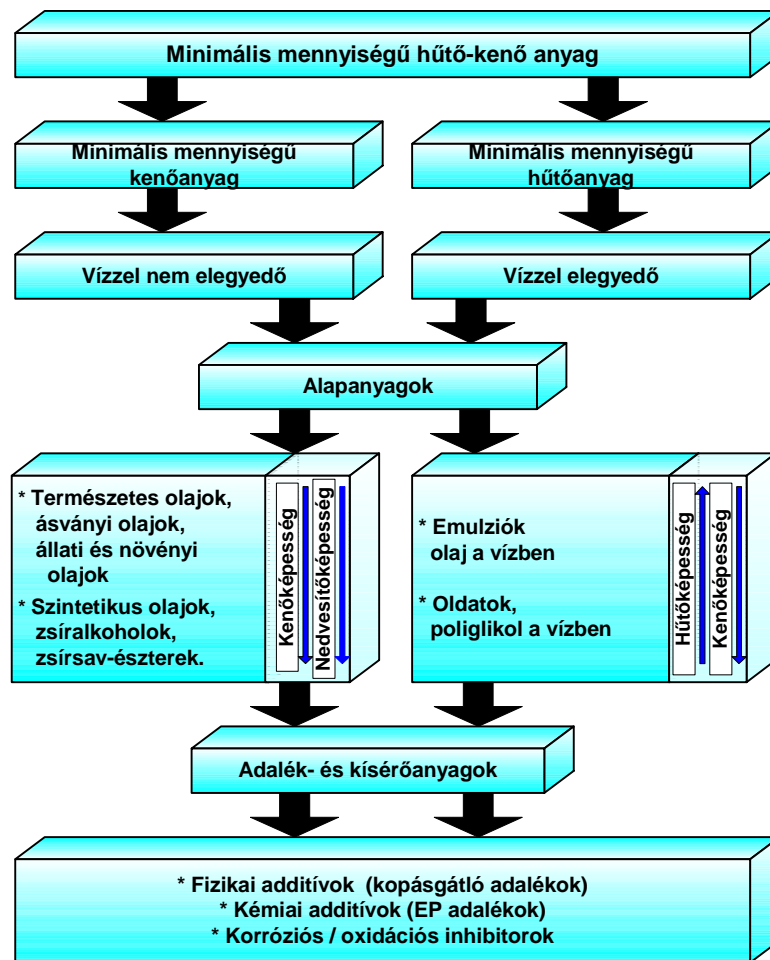 Minimális mennyiségű hűtő-kenő anyag
Minimális mennyiségű
kenőanyag
Minimális mennyiségű
hűtőanyag
Vízzel nem elegyedő
Vízzel elegyedő
Alapanyagok
* Természetes olajok,
ásványi olajok,
állati és növényi
olajok
* Szintetikus olajok,
zsíralkoholok,
zsírsav-észterek.
Kenőképesség
Nedvesítőképesség
* Emulziók
olaj a vízben
* Oldatok,
poliglikol a vízben
Hűtőképesség
Kenőképesség
Adalék- és kísérőanyagok
* Fizikai additívok (kopásgátló adalékok)
* Kémiai additívok (EP adalékok)
* Korróziós / oxidációs inhibitorok